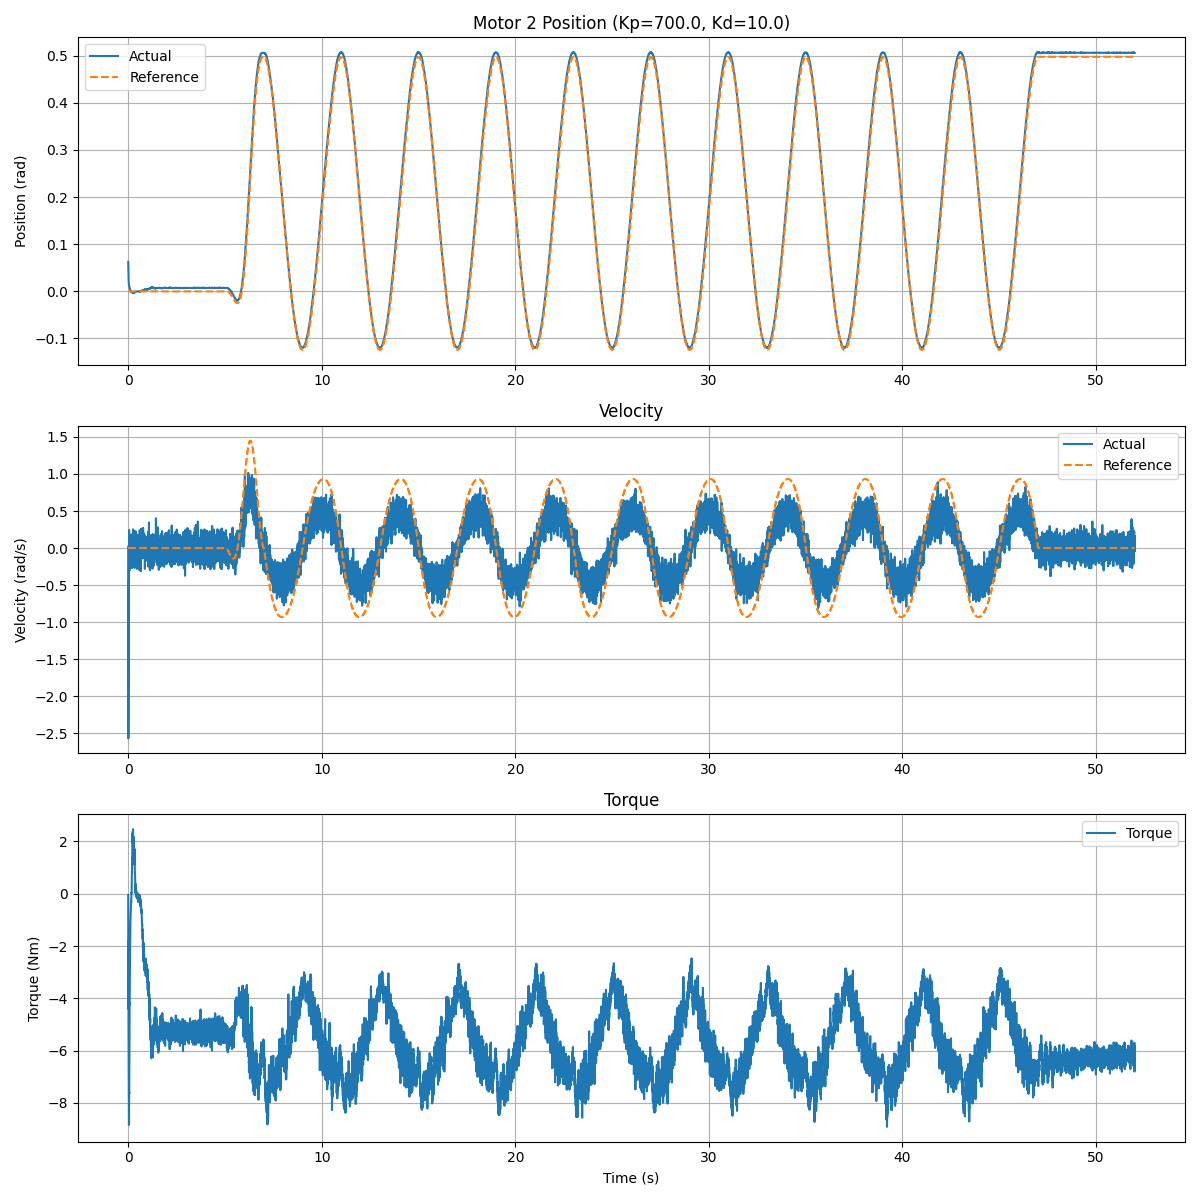 Motor 2 Position (Kp=700.0, Kd=10.0)
Actual
Reference
Position (rad)
0.5
0.4
0.3
0.2
0.1
0.0
−0.1
0 10 20 30 40 50
Velocity
Actual
Reference
Velocity (rad/s)
1.5
1.0
0.5
0.0
−0.5
−1.0
−1.5
−2.0
−2.5
0 10 20 30 40 50
Torque
Torque
Torque (Nm)
2
0
−2
−4
−6
−8
0 10 20 30 40 50
Time (s)